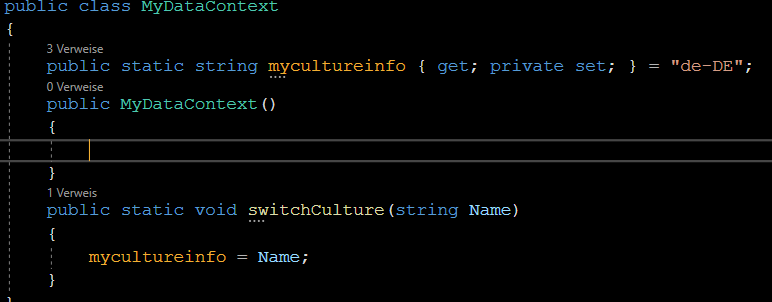 public class MyDataContext
{
3 Verweise
public static string mycultureinfo { get; private set; } = "de-DE";
0 Verweise
public MyDataContext()
{
}
1 Verweis
public static void switchCulture(string Name)
{
mycultureinfo = Name;
}
}